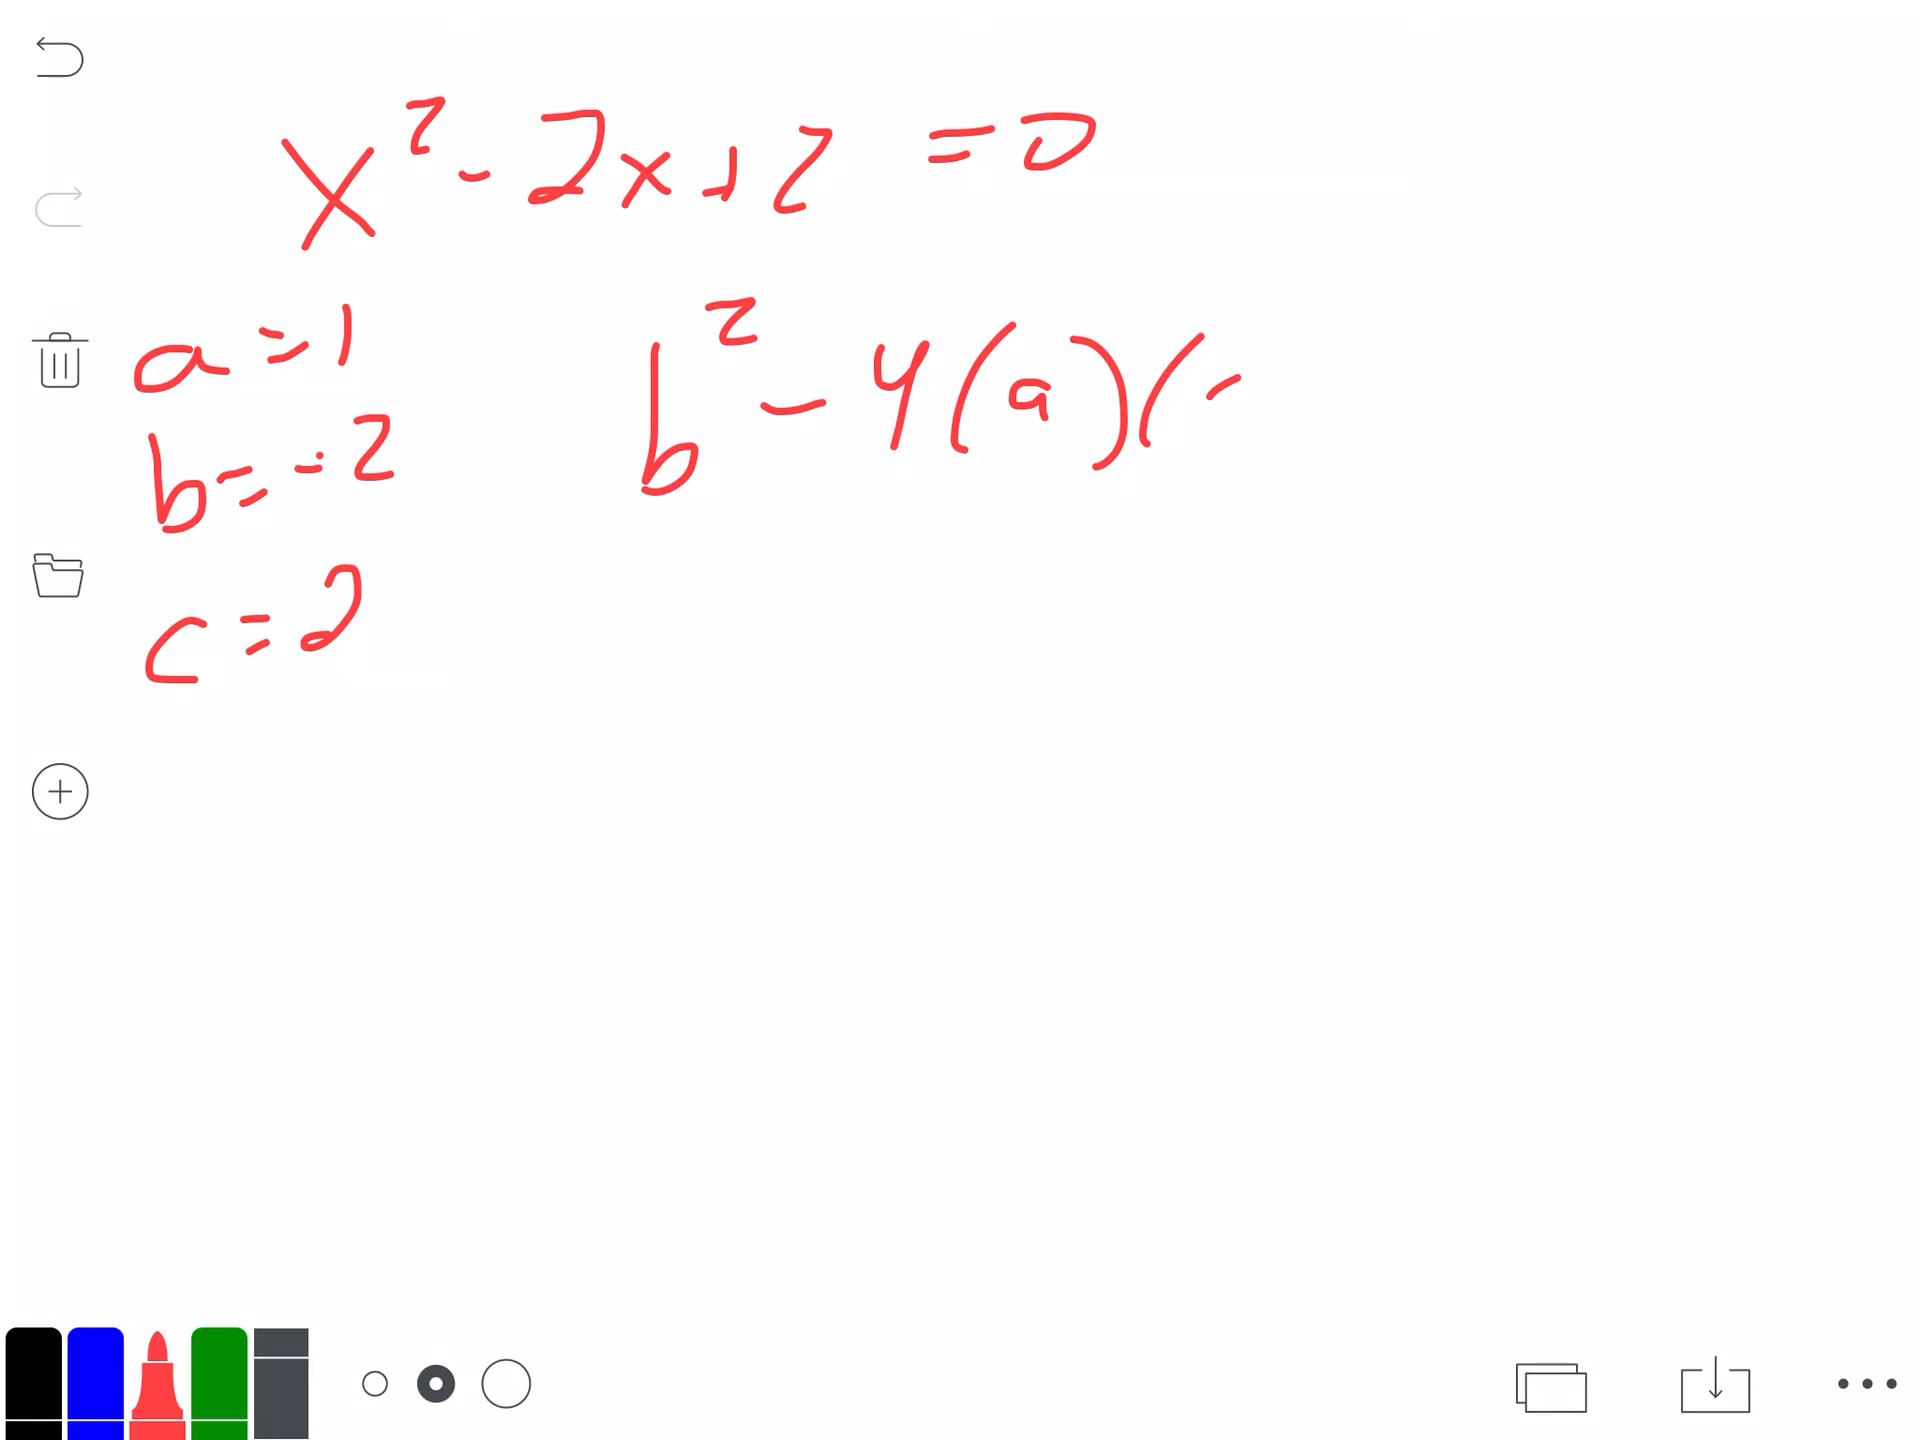 x² - 2x + 2 = 0
a = 1
b² - 4(a)(
b = -2
c = 2